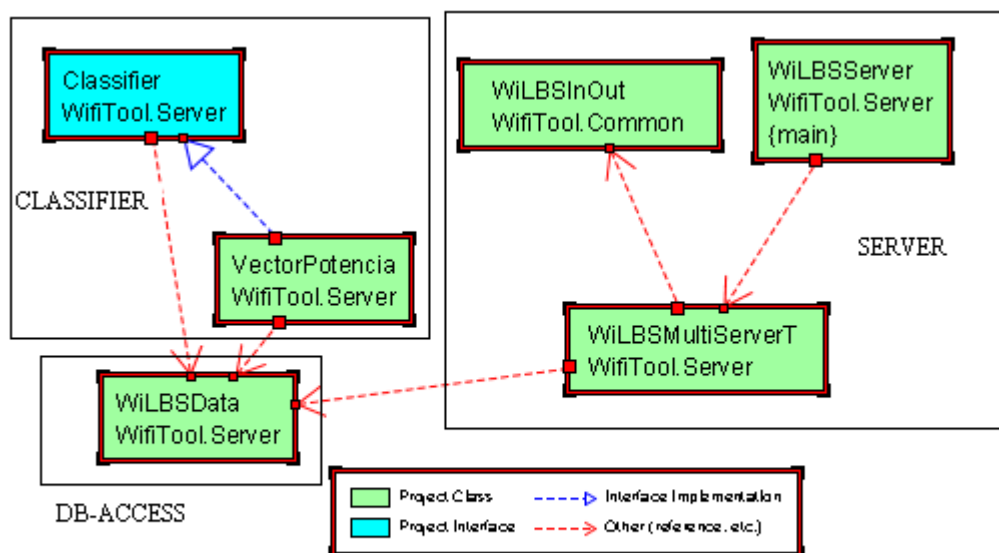 Classifier
WifiTool.Server
CLASSIFIER
VectorPotencia
WifiTool.Server
WiLBSInOut
WifiTool.Common
WiLBSServer
WifiTool.Server
{main}
SERVER
WiLBSMultiServerT
WifiTool.Server
WiLBSData
WifiTool.Server
DB-ACCESS
Project Class
Interface Implementation
Project Interface
Other (reference. etc.)